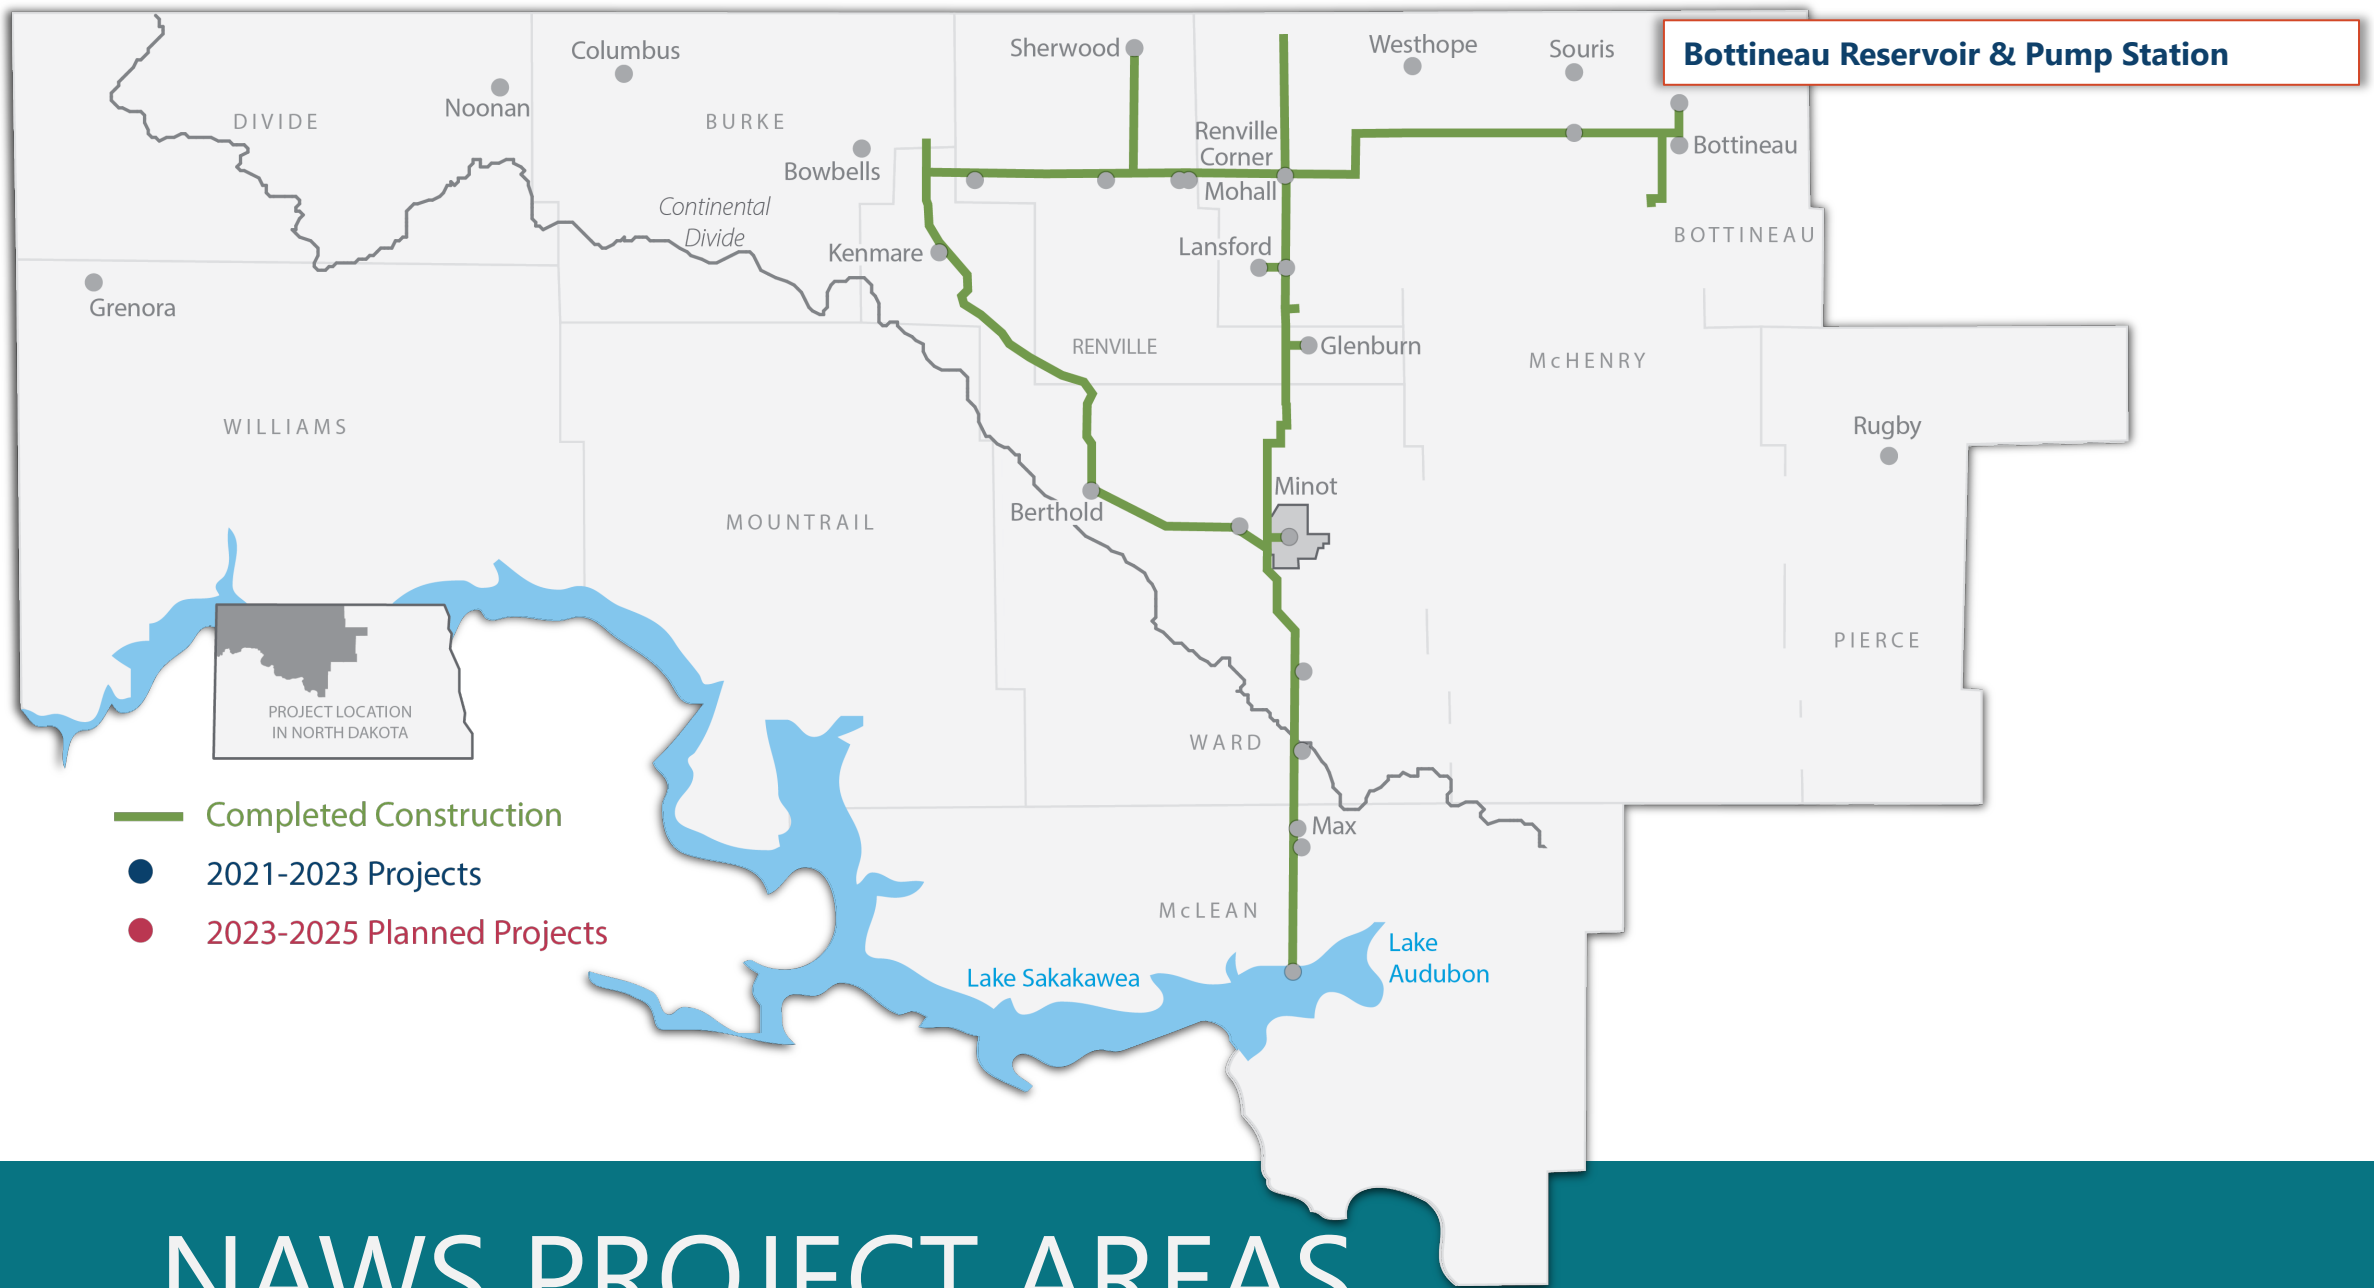 Bottineau Reservoir & Pump Station
Columbus
Sherwood
Westhope
Souris
Noonan
DIVIDE
BURKE
Renville
Corner
Bottineau
Bowbells
Mohall
Continental
Divide
Kenmare
Lansford
BOTTINEAU
Grenora
RENVILLE
Glenburn
McHENRY
WILLIAMS
Rugby
Minot
Berthold
MOUNTRAIL
PIERCE
PROJECT LOCATION
IN NORTH DAKOTA
WARD
Completed Construction
Max
2021-2023 Projects
McLEAN
2023-2025 Planned Projects
Lake
Audubon
Lake Sakakawea
NAWS PROJECT AREAS